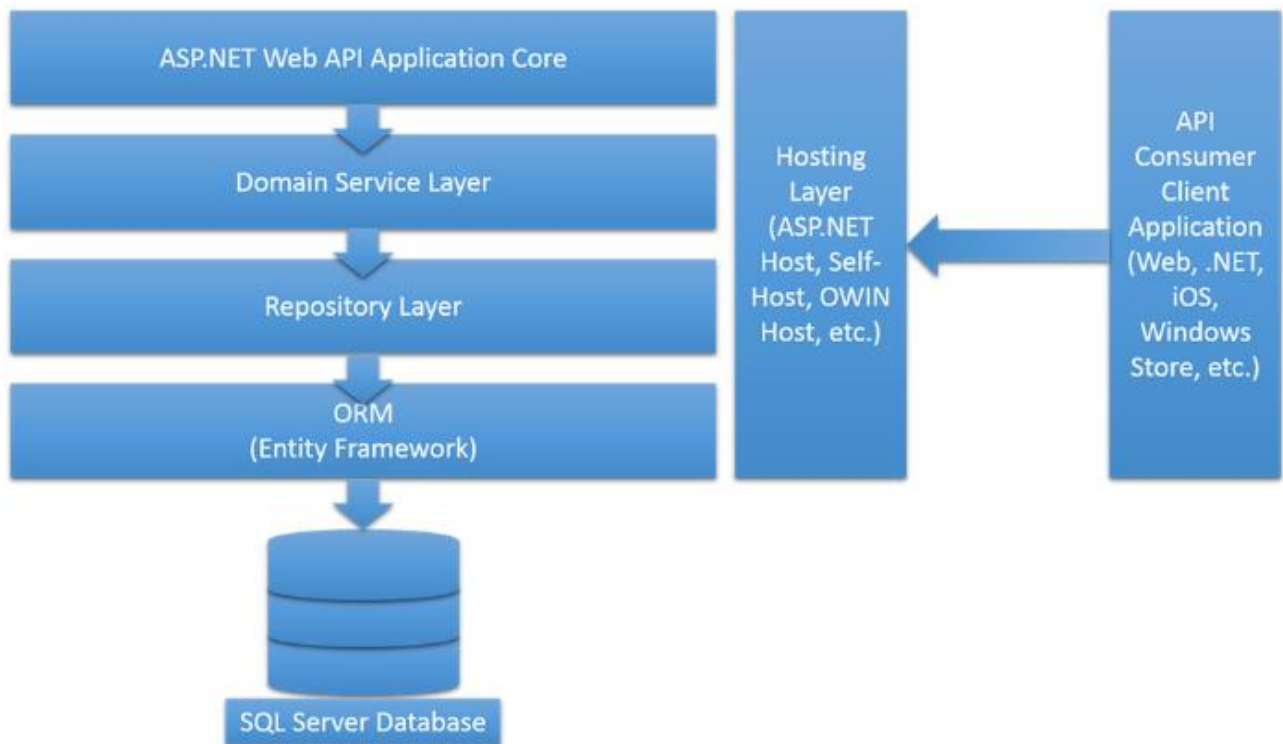 ASP.NET Web API Application Core
Domain Service Layer
Repository Layer
ORM
(Entity Framework)
SQL Server Database
Hosting
Layer
(ASP.NET
Host, Self-
Host, OWIN
Host, etc.)
API
Consumer
Client
Application
(Web, .NET,
iOS,
Windows
Store, etc.)